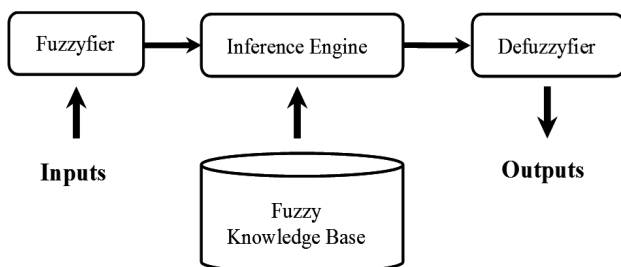 Fuzzyfier
Inference Engine
Defuzzyfier
Inputs
Outputs
Fuzzy
Knowledge Base